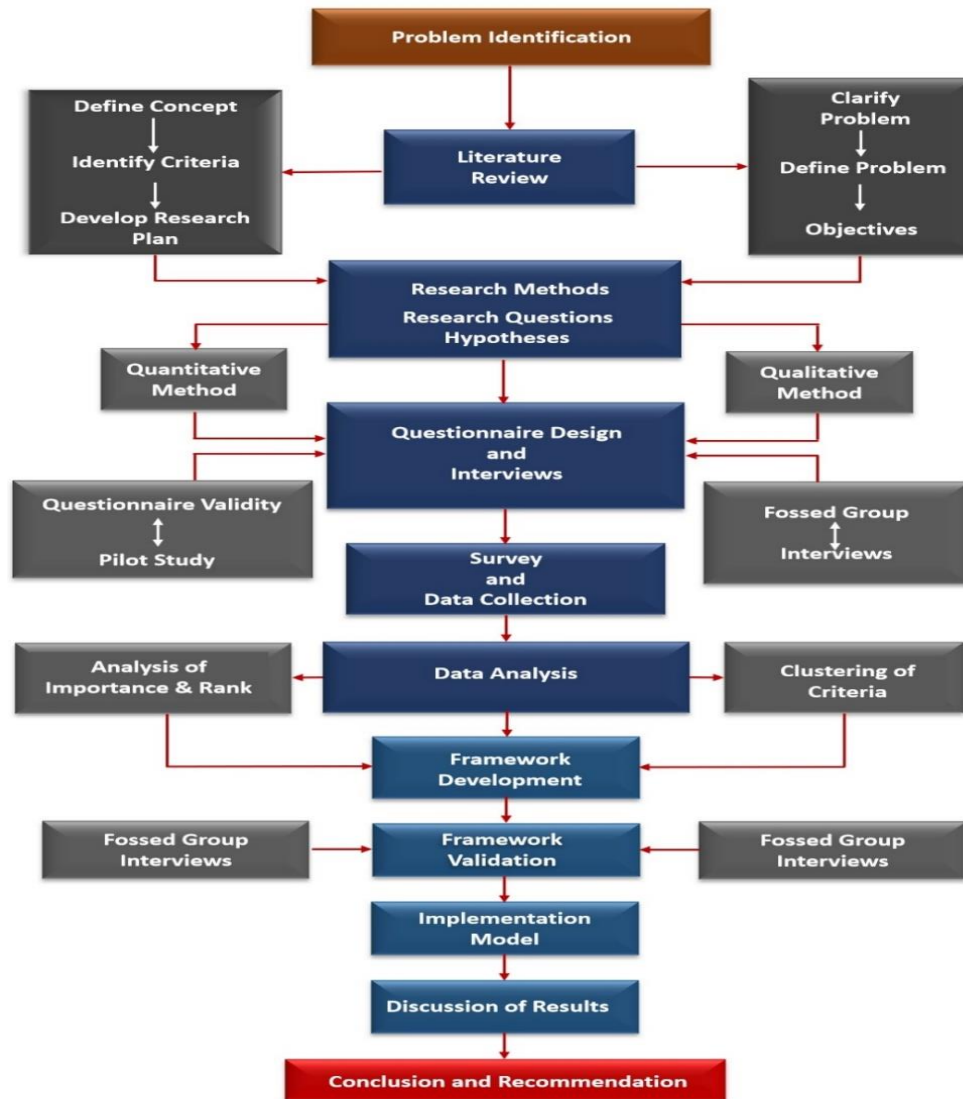 Problem Identification
Define Concept
Identify Criteria
Develop Research
Plan
Literature
Review
Clarify
Problem
Define Problem
Objectives
Research Methods
Research Questions
Hypotheses
Quantitative
Method
Qualitative
Method
Questionnaire Design
and
Interviews
Questionnaire Validity
Pilot Study
Fossed Group
Interviews
Survey
and
Data Collection
Analysis of
Importance & Rank
Data Analysis
Clustering of
Criteria
Framework
Development
Fossed Group
Interviews
Framework
Validation
Fossed Group
Interviews
Implementation
Model
Discussion of Results
Conclusion and Recommendation